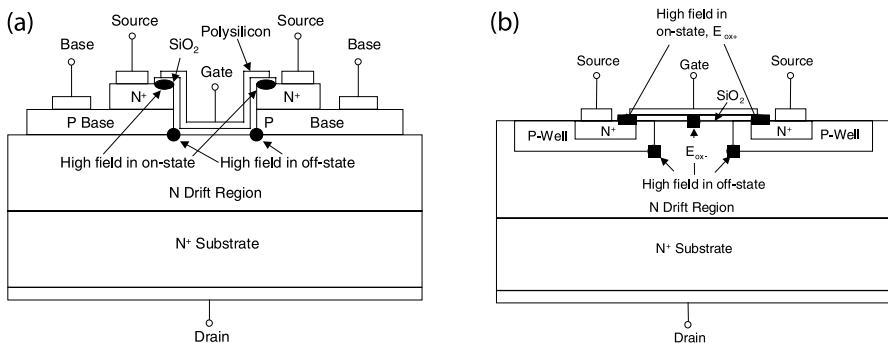 (a)
Source
Polysilicon
Source
Base
SiO2
Base
Gate
N+
N+
P Base
P
Base
High field in on-state
High field in off-state
N Drift Region
N+ Substrate
Drain
(b)
High field in
on-state, Eox+
Source
Gate
Source
SiO2
P-Well
N+
N+
P-Well
Eox-
High field in off-state
N Drift Region
N+ Substrate
Drain